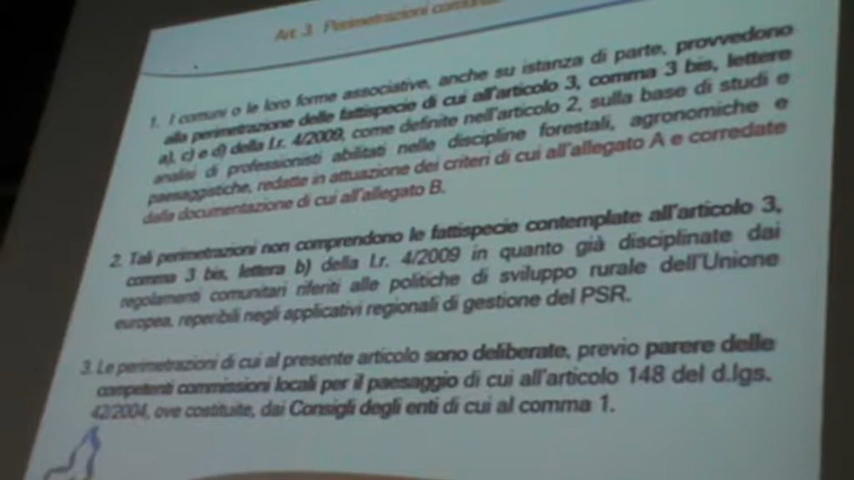 Art. 3. Perimetrazioni
1. I comuni o le loro forme associative, anche su istanza di parte, provvedono
alla perimetrazione delle fattispecie di cui all'articolo 3, comma 3 bis, lettere
a), c) e d) della l.r. 4/2009, come definite nell'articolo 2, sulla base di studi e
analisi di professionisti abilitati nelle discipline forestali, agronomiche e
paesaggistiche, redatte in attuazione dei criteri di cui all'allegato A e corredate
dalla documentazione di cui all'allegato B.
2. Tali perimetrazioni non comprendono le fattispecie contemplate all'articolo 3,
comma 3 bis, lettera b) della l.r. 4/2009 in quanto già disciplinate dai
regolamenti comunitari riferiti alle politiche di sviluppo rurale dell'Unione
europea, reperibili negli applicativi regionali di gestione del PSR.
3. Le perimetrazioni di cui al presente articolo sono deliberate, previo parere delle
competenti commissioni locali per il paesaggio di cui all'articolo 148 del d.lgs.
42/2004, ove costituite, dai Consigli degli enti di cui al comma 1.